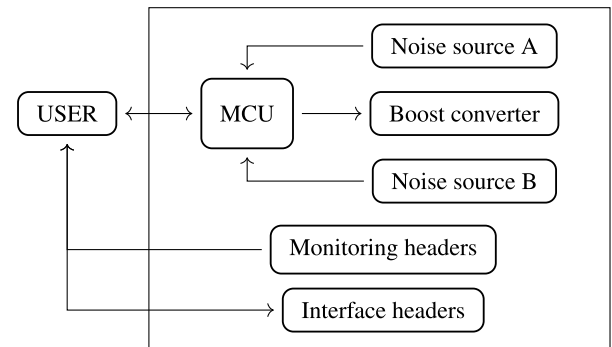 Noise source A
USER
MCU
Boost converter
Noise source B
Monitoring headers
Interface headers